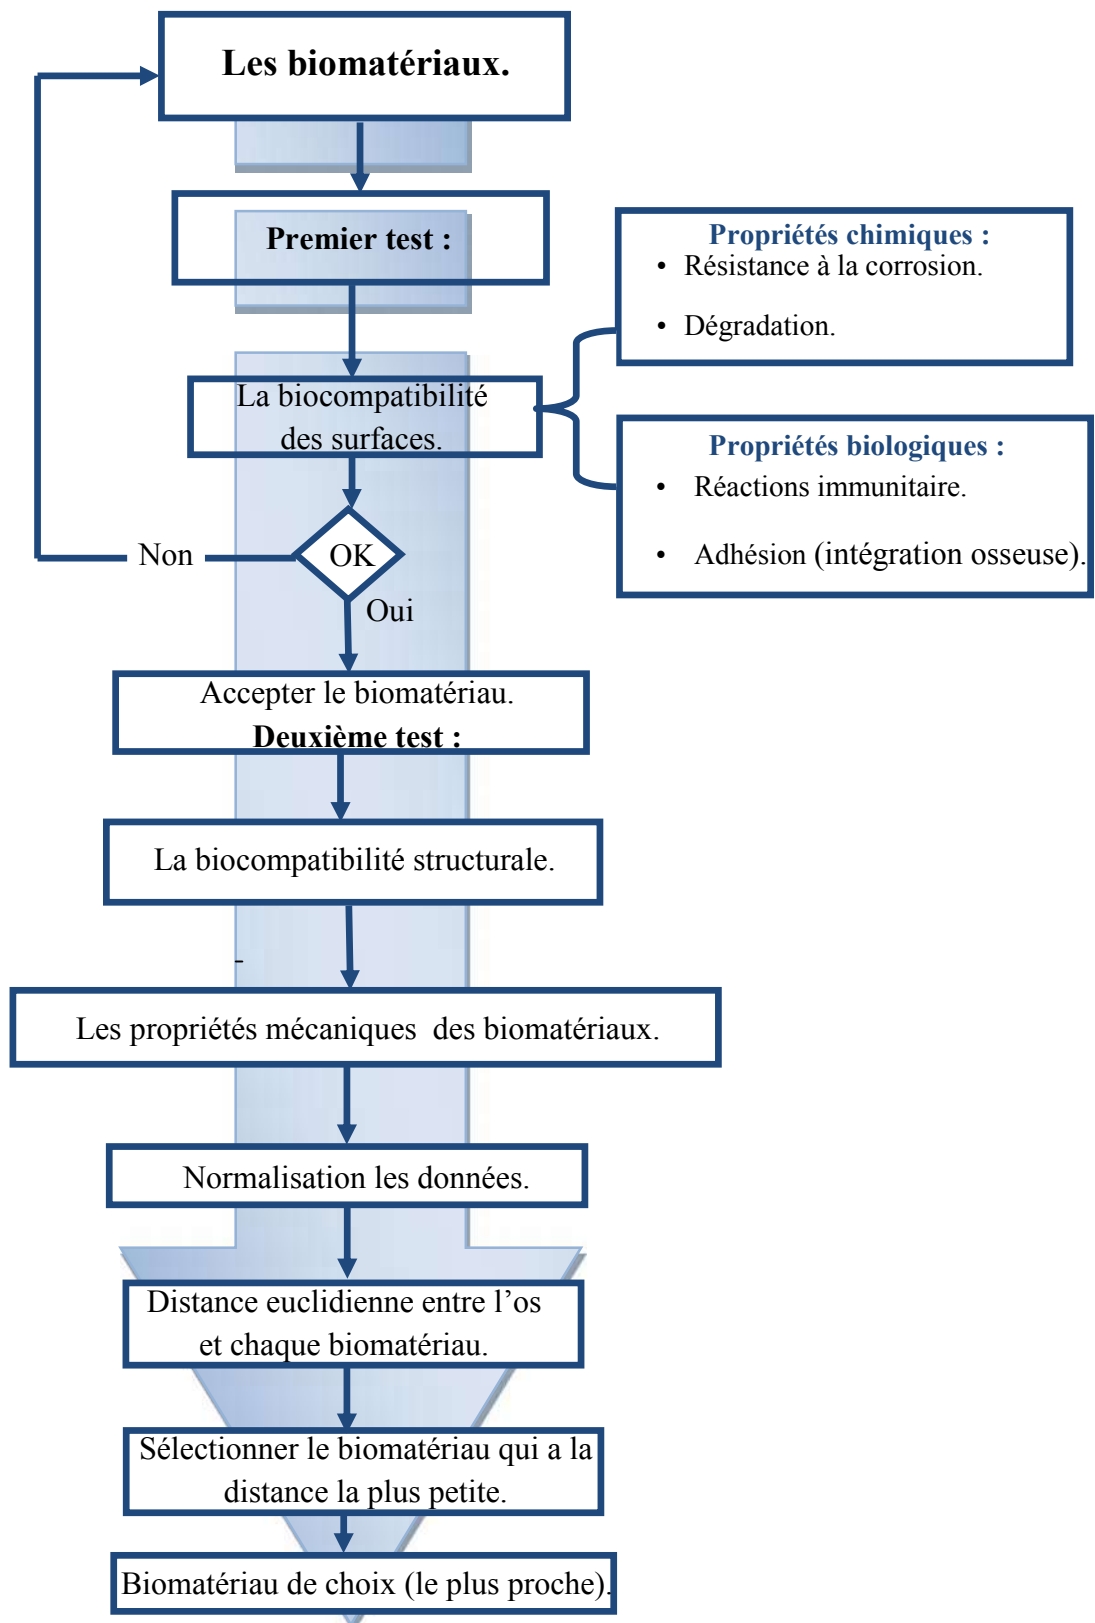 Les biomatériaux.
Premier test :
Propriétés chimiques :
• Résistance à la corrosion.
• Dégradation.
La biocompatibilité
des surfaces.
Propriétés biologiques :
• Réactions immunitaire.
• Adhésion (intégration osseuse).
Non
OK
Oui
Accepter le biomatériau.
Deuxième test :
La biocompatibilité structurale.
-
Les propriétés mécaniques des biomatériaux.
Normalisation les données.
Distance euclidienne entre l’os
et chaque biomatériau.
Sélectionner le biomatériau qui a la
distance la plus petite.
Biomatériau de choix (le plus proche).